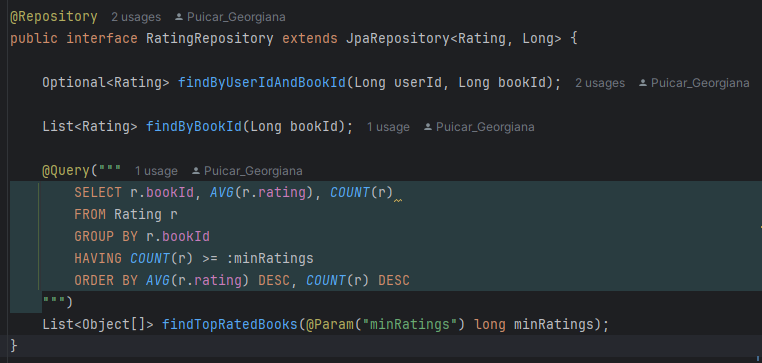 @Repository 2 usages Puicar_Georgiana
public interface RatingRepository extends JpaRepository<Rating, Long> {
Optional<Rating> findByUserIdAndBookId(Long userId, Long bookId); 2 usages Puicar_Georgiana
List<Rating> findByBookId(Long bookId); 1 usage Puicar_Georgiana
@Query(""" 1 usage Puicar_Georgiana
SELECT r.bookId, AVG(r.rating), COUNT(r)
FROM Rating r
GROUP BY r.bookId
HAVING COUNT(r) >= :minRatings
ORDER BY AVG(r.rating) DESC, COUNT(r) DESC
""")
List<Object[]> findTopRatedBooks(@Param("minRatings") long minRatings);
}